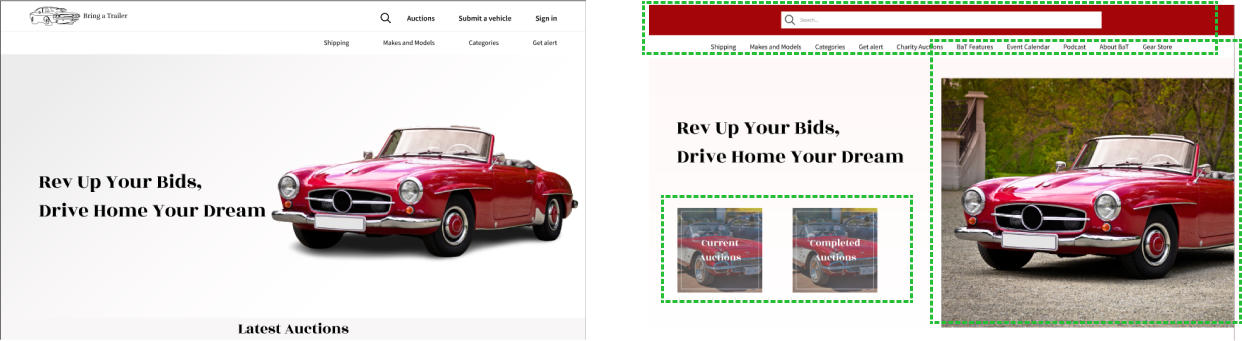 Bring a Trailer
Auctions Submit a vehicle Sign in
Shipping Makes and Models Categories Get alert
Rev Up Your Bids,
Drive Home Your Dream
Latest Auctions
Search...
Shipping Makes and Models Categories Get alert Charity Auctions BaT Features Event Calendar Podcast About BaT Gear Store
Rev Up Your Bids,
Drive Home Your Dream
Current
Auctions
Completed
Auctions